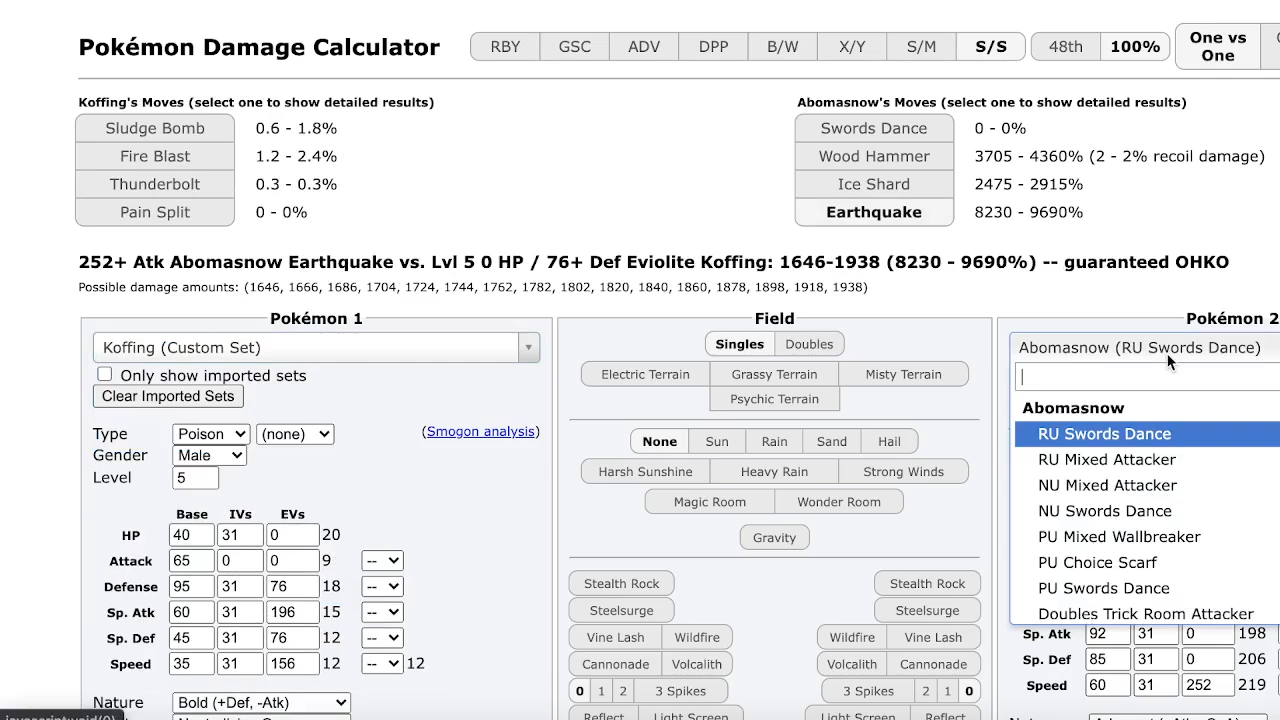 Pokémon Damage Calculator
RBY GSC ADV DPP B/W X/Y S/M S/S 48th 100% One vs One
Koffing's Moves (select one to show detailed results)
Sludge Bomb 0.6 - 1.8%
Fire Blast 1.2 - 2.4%
Thunderbolt 0.3 - 0.3%
Pain Split 0 - 0%
Abomasnow's Moves (select one to show detailed results)
Swords Dance 0 - 0%
Wood Hammer 3705 - 4360% (2 - 2% recoil damage)
Ice Shard 2475 - 2915%
Earthquake 8230 - 9690%
252+ Atk Abomasnow Earthquake vs. Lvl 5 0 HP / 76+ Def Eviolite Koffing: 1646-1938 (8230 - 9690%) -- guaranteed OHKO
Possible damage amounts: (1646, 1666, 1686, 1704, 1724, 1744, 1762, 1782, 1802, 1820, 1840, 1860, 1878, 1898, 1918, 1938)
Pokémon 1
Koffing (Custom Set)
Only show imported sets
Clear Imported Sets
Type Poison (none) (Smogon analysis)
Gender Male
Level 5
Base IVs EVs
HP 40 31 0 20
Attack 65 0 0 9 --
Defense 95 31 76 18 --
Sp. Atk 60 31 196 15 --
Sp. Def 45 31 76 12 --
Speed 35 31 156 12 -- 12
Nature Bold (+Def, -Atk)
Field
Singles Doubles
Electric Terrain Grassy Terrain Misty Terrain
Psychic Terrain
None Sun Rain Sand Hail
Harsh Sunshine Heavy Rain Strong Winds
Magic Room Wonder Room
Gravity
Stealth Rock Stealth Rock
Steelsurge Steelsurge
Vine Lash Wildfire Wildfire Vine Lash
Cannonade Volcalith Volcalith Cannonade
0 1 2 3 Spikes 3 Spikes 2 1 0
Reflect Light Screen Light Screen Reflect
Pokémon 2
Abomasnow (RU Swords Dance)
Abomasnow
RU Swords Dance
RU Mixed Attacker
NU Mixed Attacker
NU Swords Dance
PU Mixed Wallbreaker
PU Choice Scarf
PU Swords Dance
Doubles Trick Room Attacker
Sp. Atk 92 31 0 198
Sp. Def 85 31 0 206
Speed 60 31 252 219